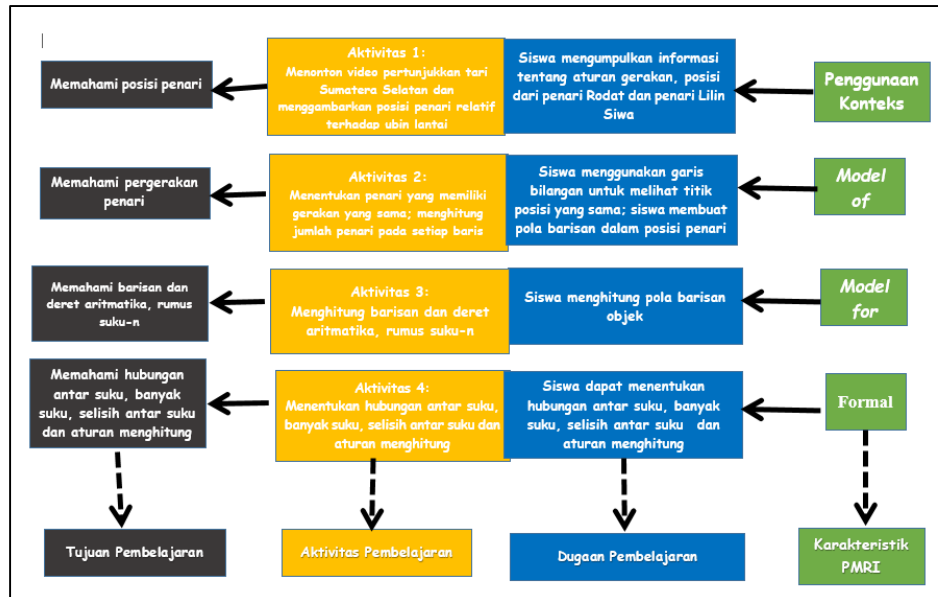 Memahami posisi penari
Aktivitas 1:
Menonton video pertunjukkan tari
Sumatera Selatan dan
menggambarkan posisi penari relatif
terhadap ubin lantai
Siswa mengumpulkan informasi
tentang aturan gerakan, posisi
dari penari Rodat dan penari Lilin
Siwa
Penggunaan
Konteks
Memahami pergerakan
penari
Aktivitas 2:
Menentukan penari yang memiliki
gerakan yang sama; menghitung
jumlah penari pada setiap baris
Siswa menggunakan garis
bilangan untuk melihat titik
posisi yang sama; siswa membuat
pola barisan dalam posisi penari
Model
of
Memahami barisan dan
deret aritmatika, rumus
suku-n
Aktivitas 3:
Menghitung barisan dan deret
aritmatika, rumus suku-n
Siswa menghitung pola barisan
objek
Model
for
Memahami hubungan
antar suku, banyak
suku, selisih antar suku
dan aturan menghitung
Aktivitas 4:
Menentukan hubungan antar suku,
banyak suku, selisih antar suku dan
aturan menghitung
Siswa dapat menentukan
hubungan antar suku, banyak
suku, selisih antar suku dan
aturan menghitung
Formal
Tujuan Pembelajaran
Aktivitas Pembelajaran
Dugaan Pembelajaran
Karakteristik
PMRI